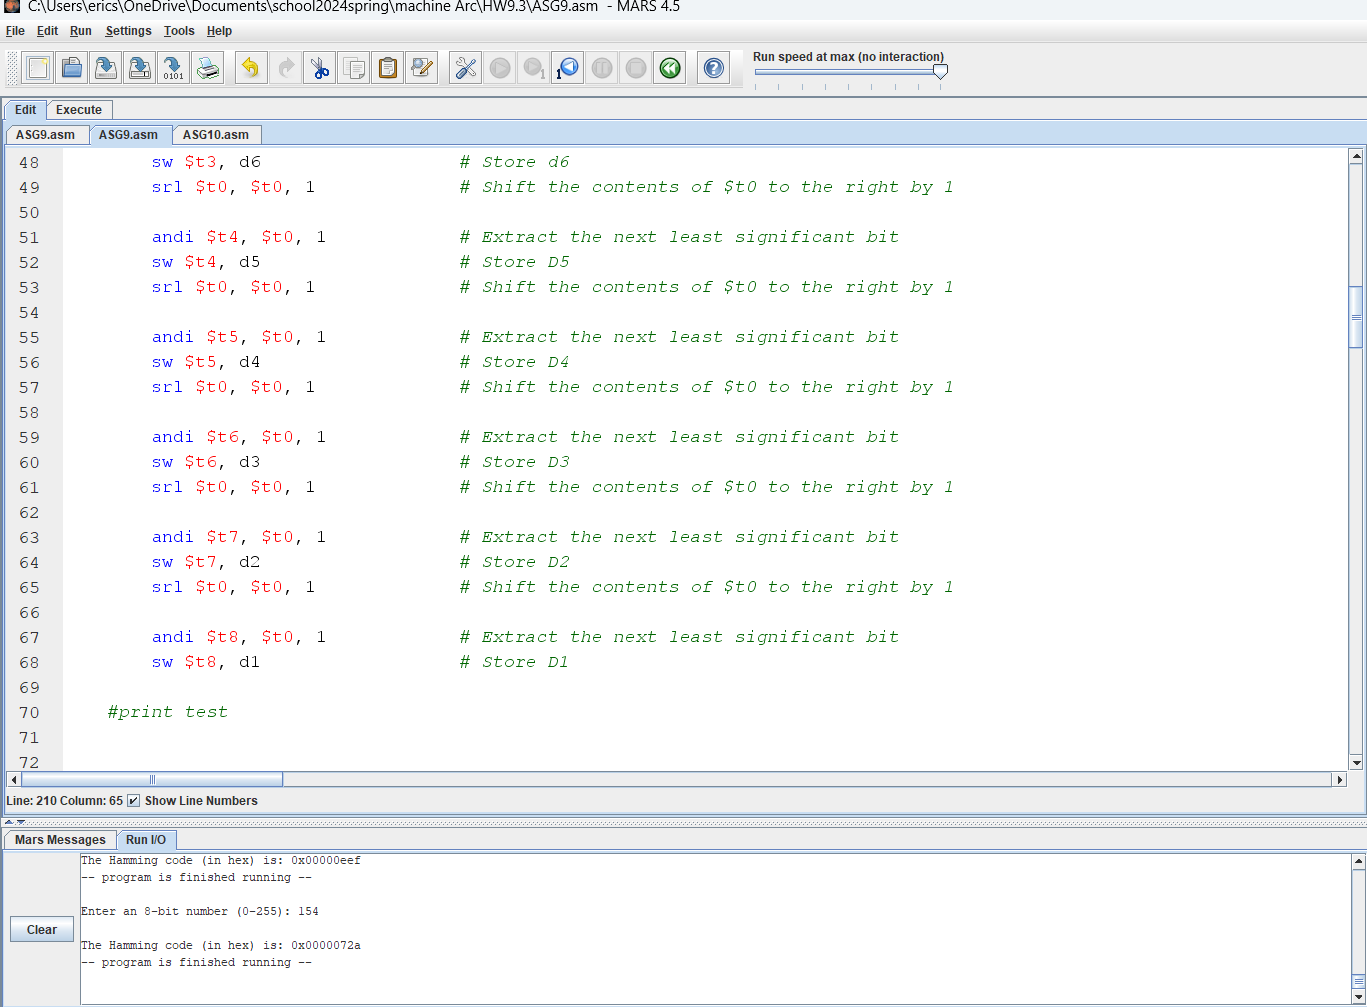 C:\Users\erics\OneDrive\Documents\school2024spring\machine Arc\HW9.3\ASG9.asm - MARS 4.5
File Edit Run Settings Tools Help
Run speed at max (no interaction)
0101
1
1
Edit Execute
ASG9.asm ASG9.asm ASG10.asm
48 sw $t3, d6 # Store d6
49 srl $t0, $t0, 1 # Shift the contents of $t0 to the right by 1
50
51 andi $t4, $t0, 1 # Extract the next least significant bit
52 sw $t4, d5 # Store D5
53 srl $t0, $t0, 1 # Shift the contents of $t0 to the right by 1
54
55 andi $t5, $t0, 1 # Extract the next least significant bit
56 sw $t5, d4 # Store D4
57 srl $t0, $t0, 1 # Shift the contents of $t0 to the right by 1
58
59 andi $t6, $t0, 1 # Extract the next least significant bit
60 sw $t6, d3 # Store D3
61 srl $t0, $t0, 1 # Shift the contents of $t0 to the right by 1
62
63 andi $t7, $t0, 1 # Extract the next least significant bit
64 sw $t7, d2 # Store D2
65 srl $t0, $t0, 1 # Shift the contents of $t0 to the right by 1
66
67 andi $t8, $t0, 1 # Extract the next least significant bit
68 sw $t8, d1 # Store D1
69
70 #print test
71
72
Line: 210 Column: 65 Show Line Numbers
Mars Messages Run I/O
The Hamming code (in hex) is: 0x00000eef
-- program is finished running --
Enter an 8-bit number (0-255): 154
Clear
The Hamming code (in hex) is: 0x0000072a
-- program is finished running --